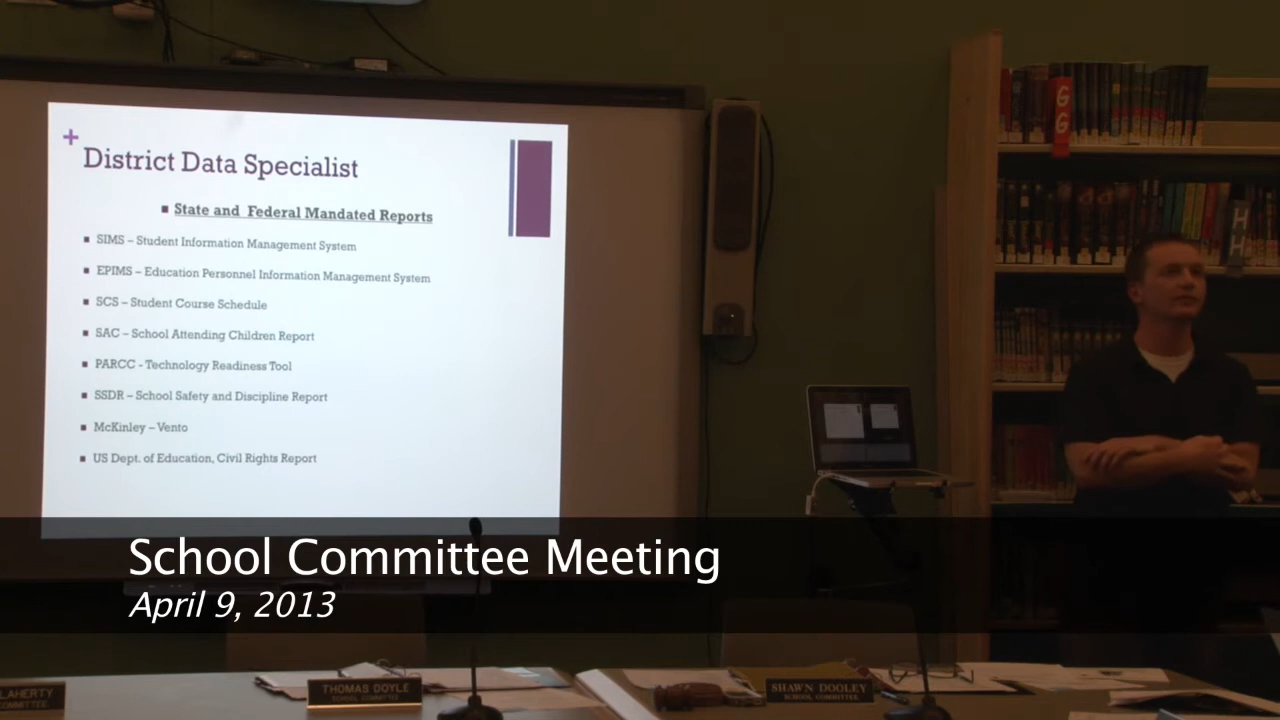 +
District Data Specialist
■ State and Federal Mandated Reports
■ SIMS – Student Information Management System
■ EPIMS – Education Personnel Information Management System
■ SCS – Student Course Schedule
■ SAC – School Attending Children Report
■ PARCC - Technology Readiness Tool
■ SSDR – School Safety and Discipline Report
■ McKinley – Vento
■ US Dept. of Education, Civil Rights Report
G
G
H
H
School Committee Meeting
April 9, 2013
LAHERTY
COMMITTEE
THOMAS DOYLE
SCHOOL COMMITTEE
SHAWN DOOLEY
SCHOOL COMMITTEE